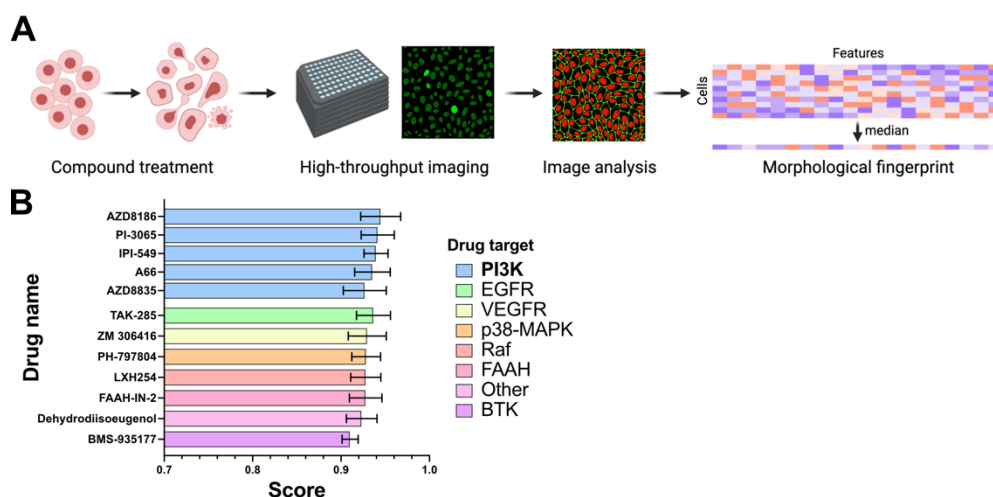 A
Compound treatment
High-throughput imaging
Image analysis
Features
Cells
median
Morphological fingerprint
B
Drug name
AZD8186
PI-3065
IPI-549
A66
AZD8835
TAK-285
ZM 306416
PH-797804
LXH254
FAAH-IN-2
Dehydrodiisoeugenol
BMS-935177
0.7 0.8 0.9 1.0
Score
Drug target
PI3K
EGFR
VEGFR
p38-MAPK
Raf
FAAH
Other
BTK